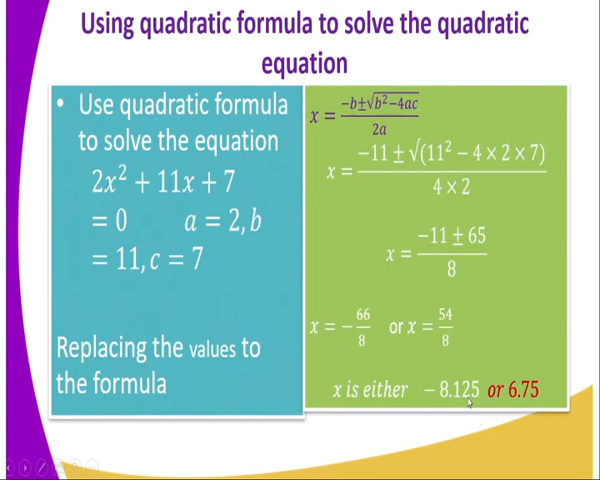 Using quadratic formula to solve the quadratic
equation
• Use quadratic formula
to solve the equation
2x² + 11x + 7
= 0 a = 2, b
= 11, c = 7
Replacing the values to
the formula
x = (-b±√b²−4ac)/2a
x = (−11 ± √(11² − 4 × 2 × 7))/(4 × 2)
x = (−11 ± 65)/8
x = − 66/8 or x = 54/8
x is either − 8.125 or 6.75